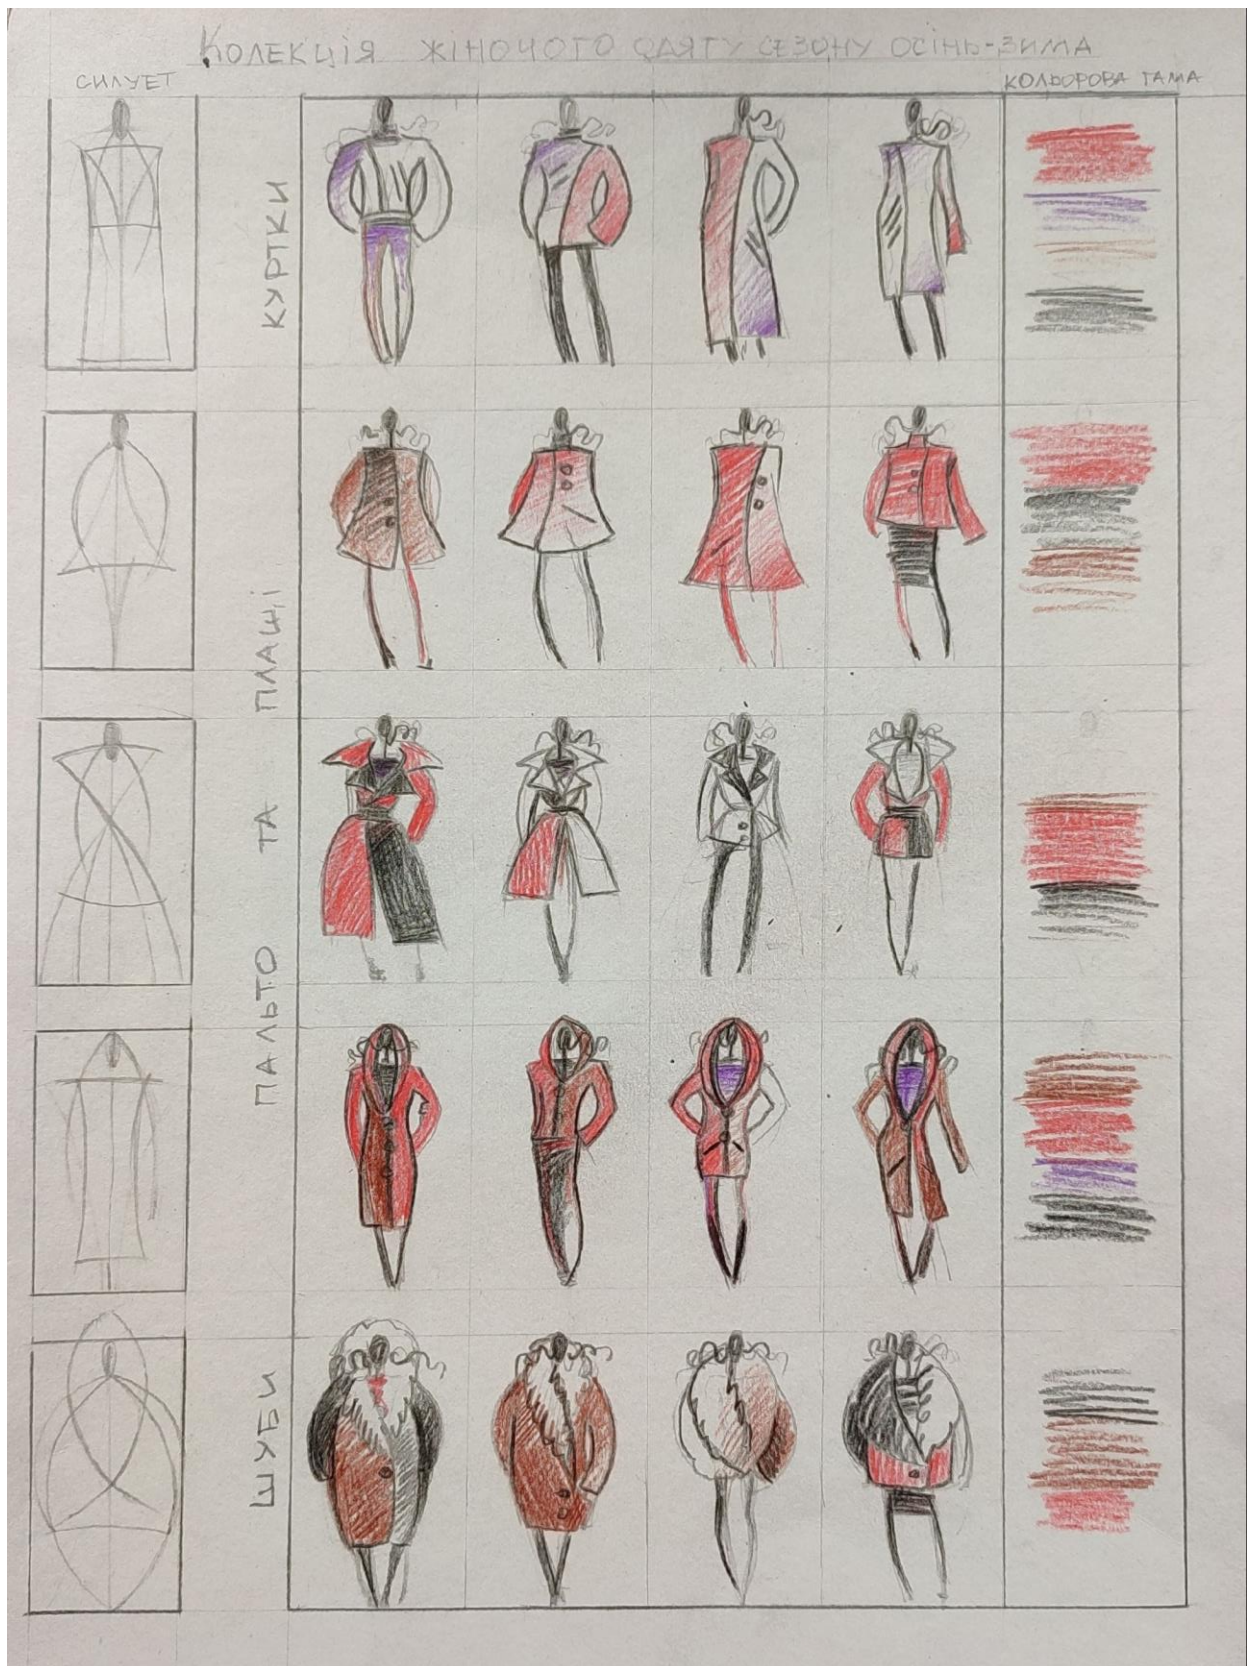 Колекція жіночого одягу сезону осінь-зима
СИЛУЕТ
КОЛЬОРОВА ГАМА
КУРТКИ
ПАЛЬТО ТА ПЛАЩІ
ШУБИ